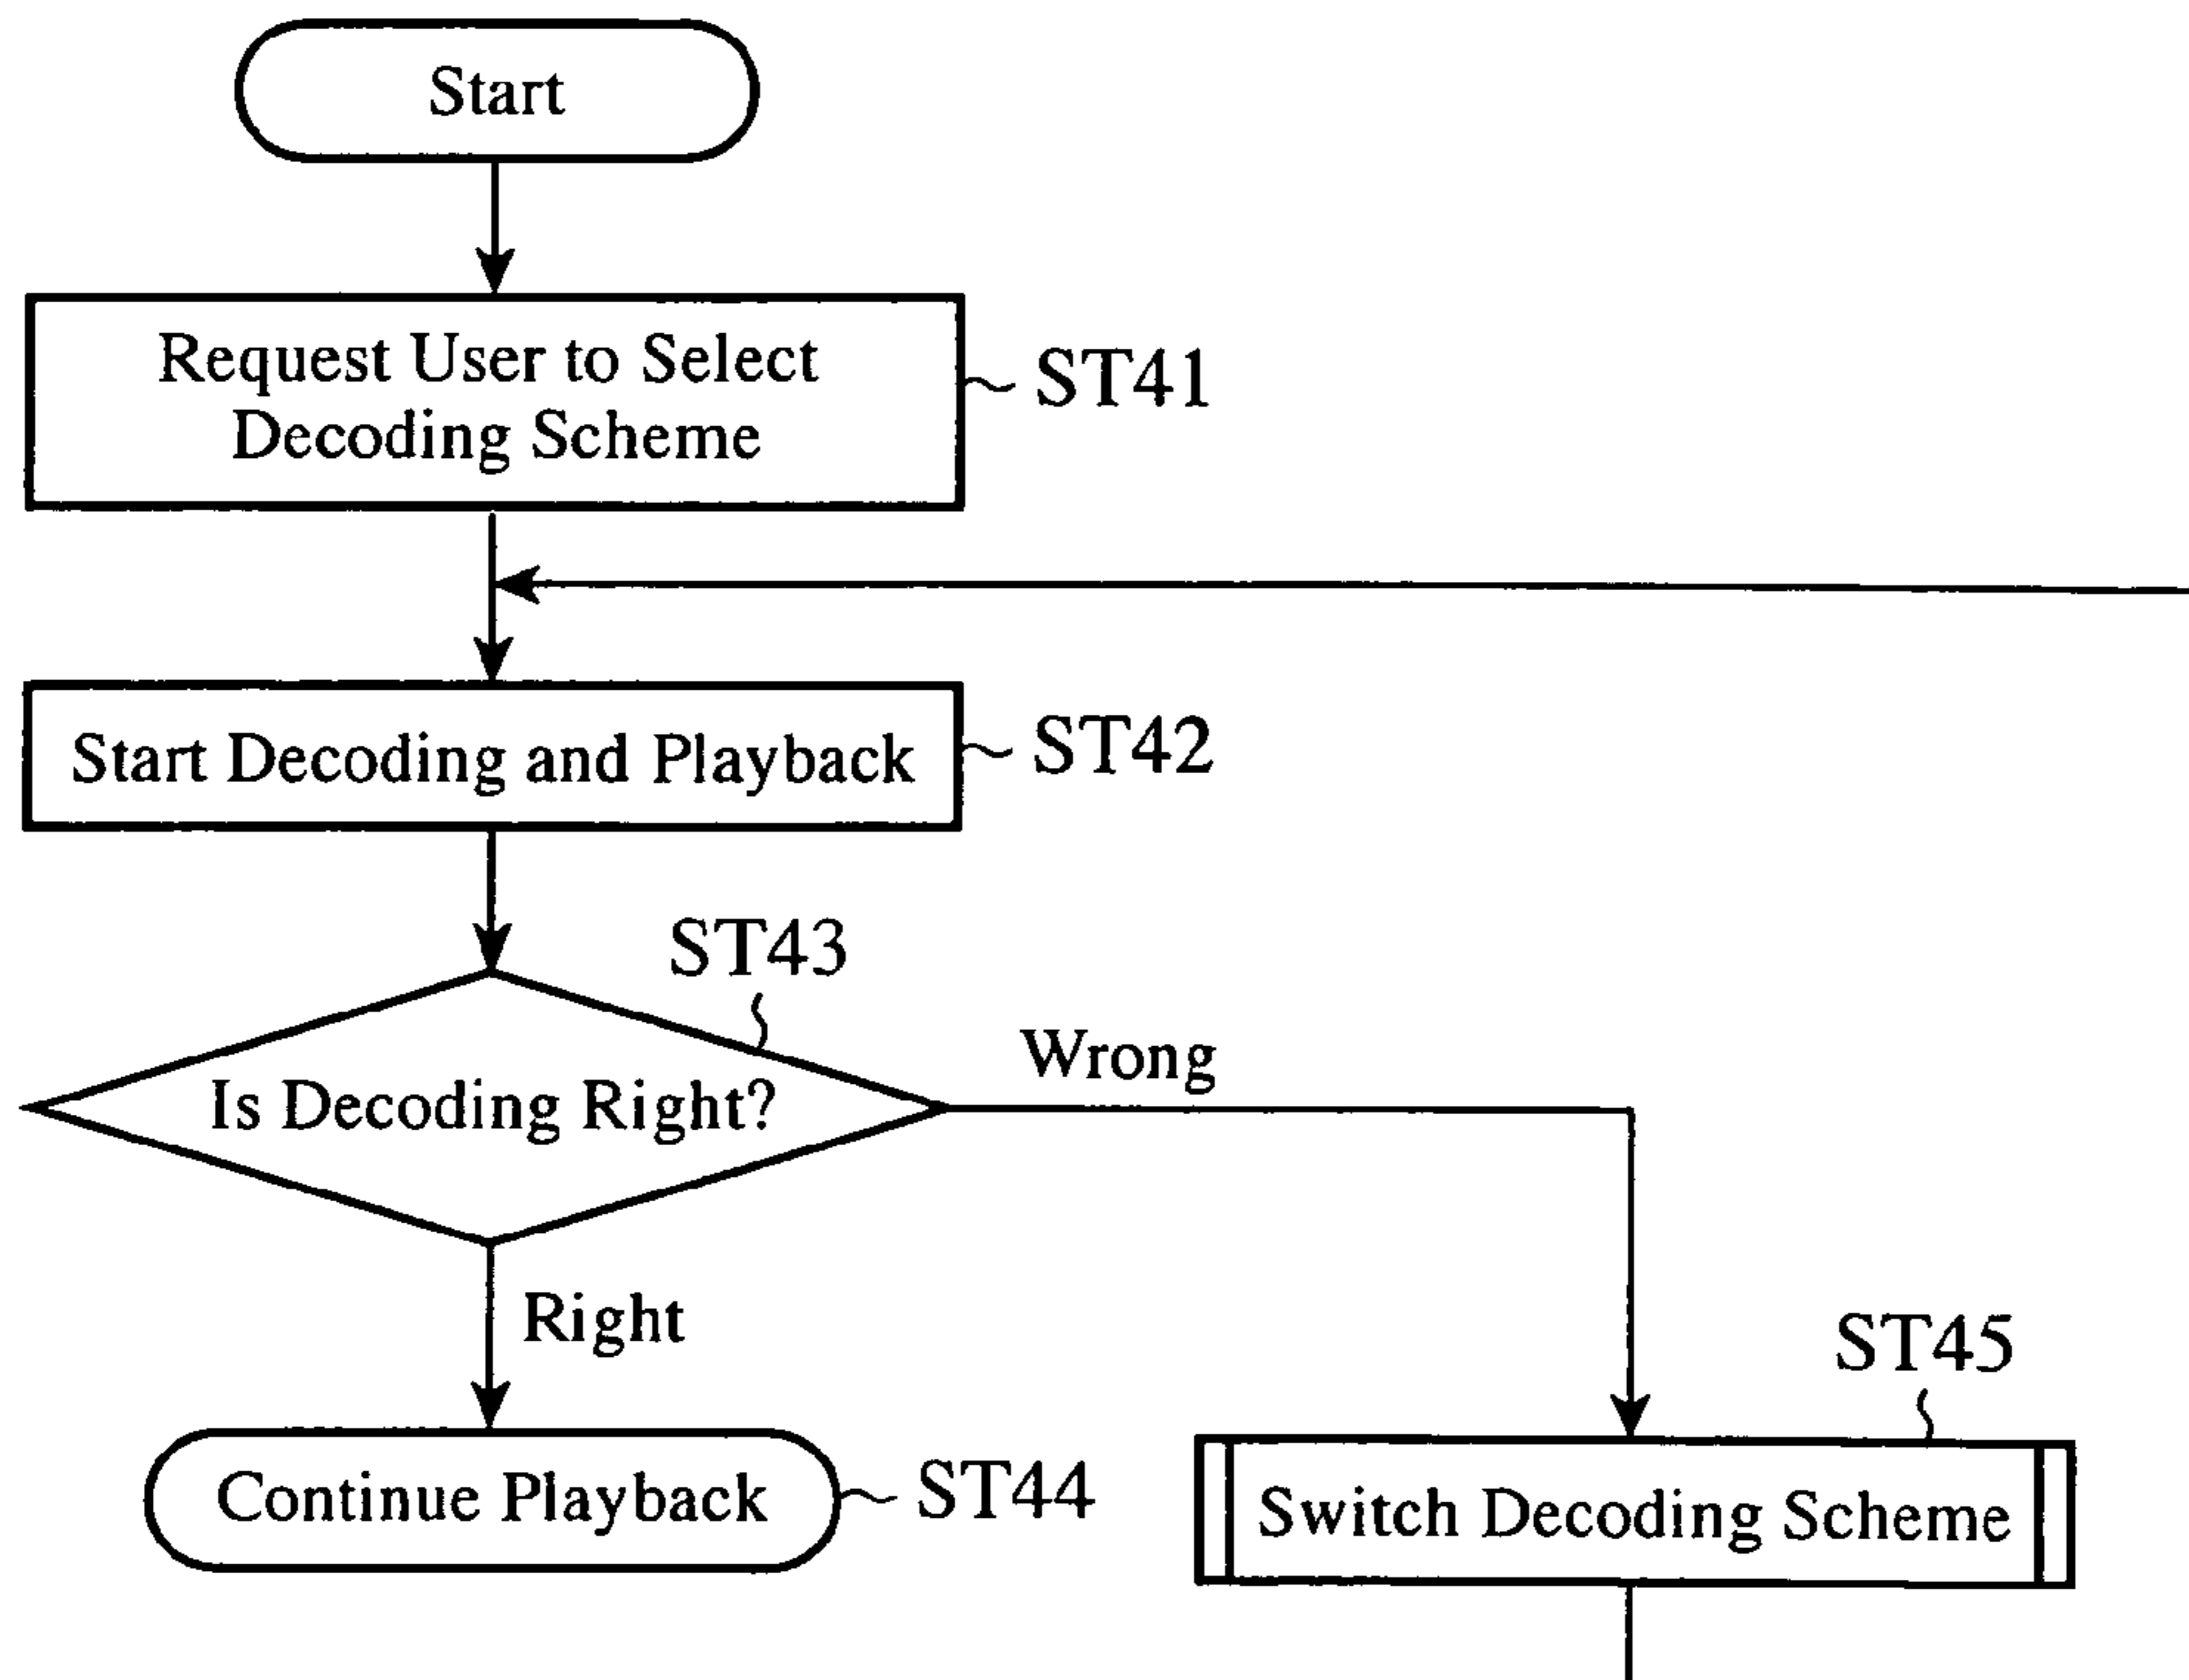 Start
Request User to Select
Decoding Scheme
ST41
Start Decoding and Playback
ST42
ST43
Is Decoding Right?
Wrong
Right
ST45
Continue Playback
ST44
Switch Decoding Scheme